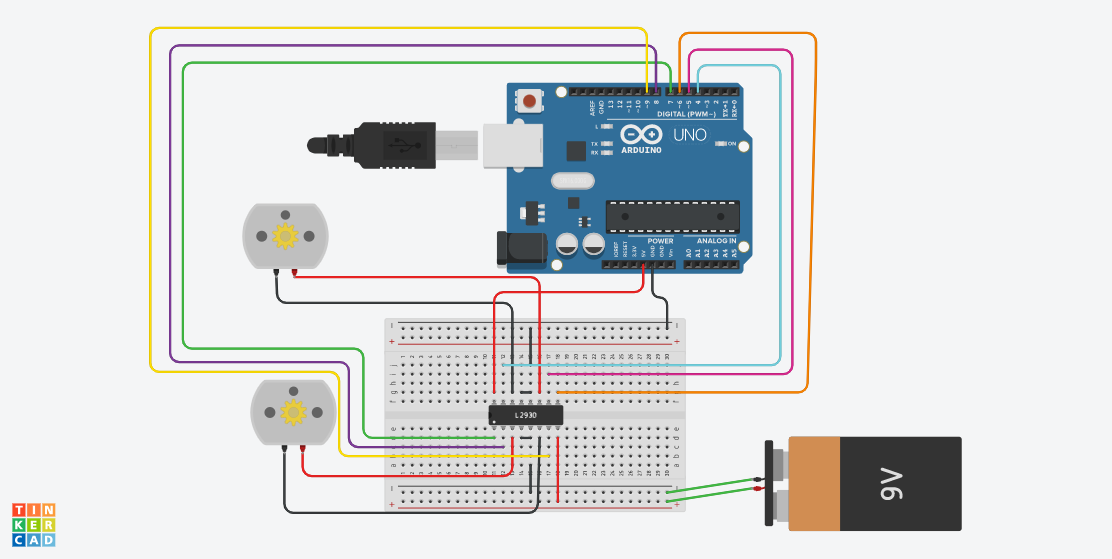 AREF
GND
13
12
~11
~10
~9
8
7
~6
~5
4
~3
2
TX→1
RX←0
DIGITAL (PWM~)
L
TX
RX
ARDUINO
UNO
ON
POWER
ANALOG IN
IOREF
RESET
3.3V
5V
GND
GND
Vin
A0
A1
A2
A3
A4
A5
L293D
9V
TIN
KER
CAD